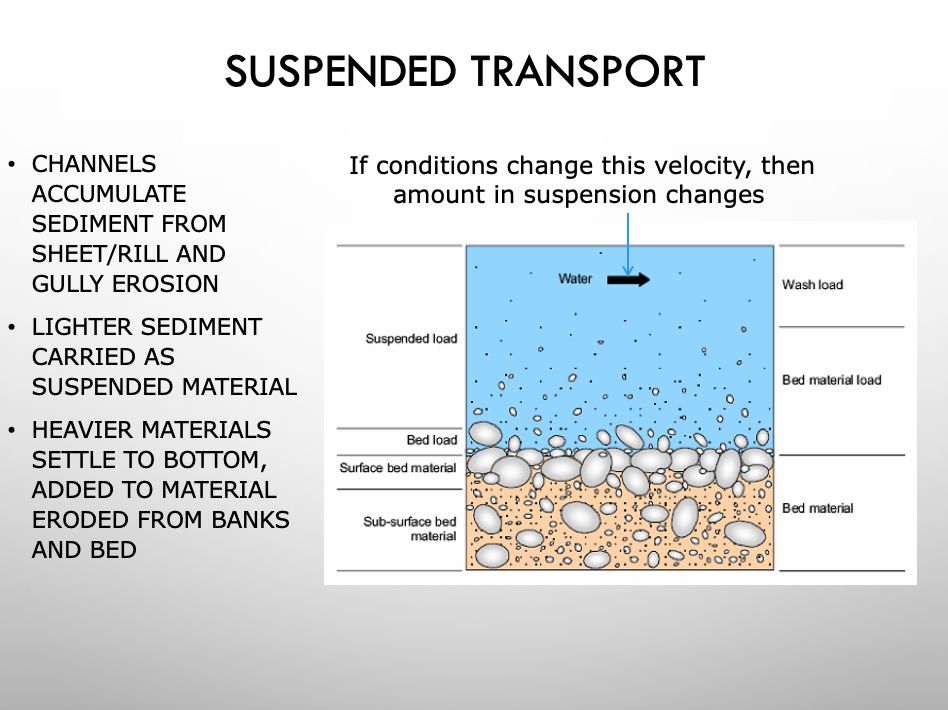 SUSPENDED TRANSPORT
• CHANNELS
ACCUMULATE
SEDIMENT FROM
SHEET/RILL AND
GULLY EROSION
• LIGHTER SEDIMENT
CARRIED AS
SUSPENDED MATERIAL
• HEAVIER MATERIALS
SETTLE TO BOTTOM,
ADDED TO MATERIAL
ERODED FROM BANKS
AND BED
If conditions change this velocity, then
amount in suspension changes
Water
Suspended load
Bed load
Surface bed material
Sub-surface bed
material
Wash load
Bed material load
Bed material